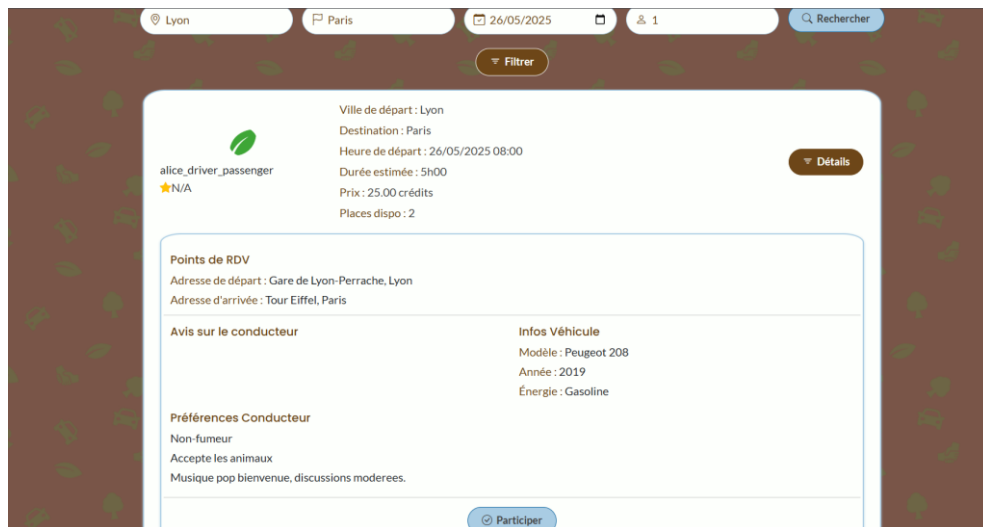 Lyon
Paris
26/05/2025
1
Rechercher
Filtrer
Ville de départ : Lyon
Destination : Paris
Heure de départ : 26/05/2025 08:00
Durée estimée : 5h00
Prix : 25.00 crédits
Places dispo : 2
alice_driver_passenger
N/A
Détails
Points de RDV
Adresse de départ : Gare de Lyon-Perrache, Lyon
Adresse d'arrivée : Tour Eiffel, Paris
Avis sur le conducteur
Infos Véhicule
Modèle : Peugeot 208
Année : 2019
Énergie : Gasoline
Préférences Conducteur
Non-fumeur
Accepte les animaux
Musique pop bienvenue, discussions moderees.
Participer